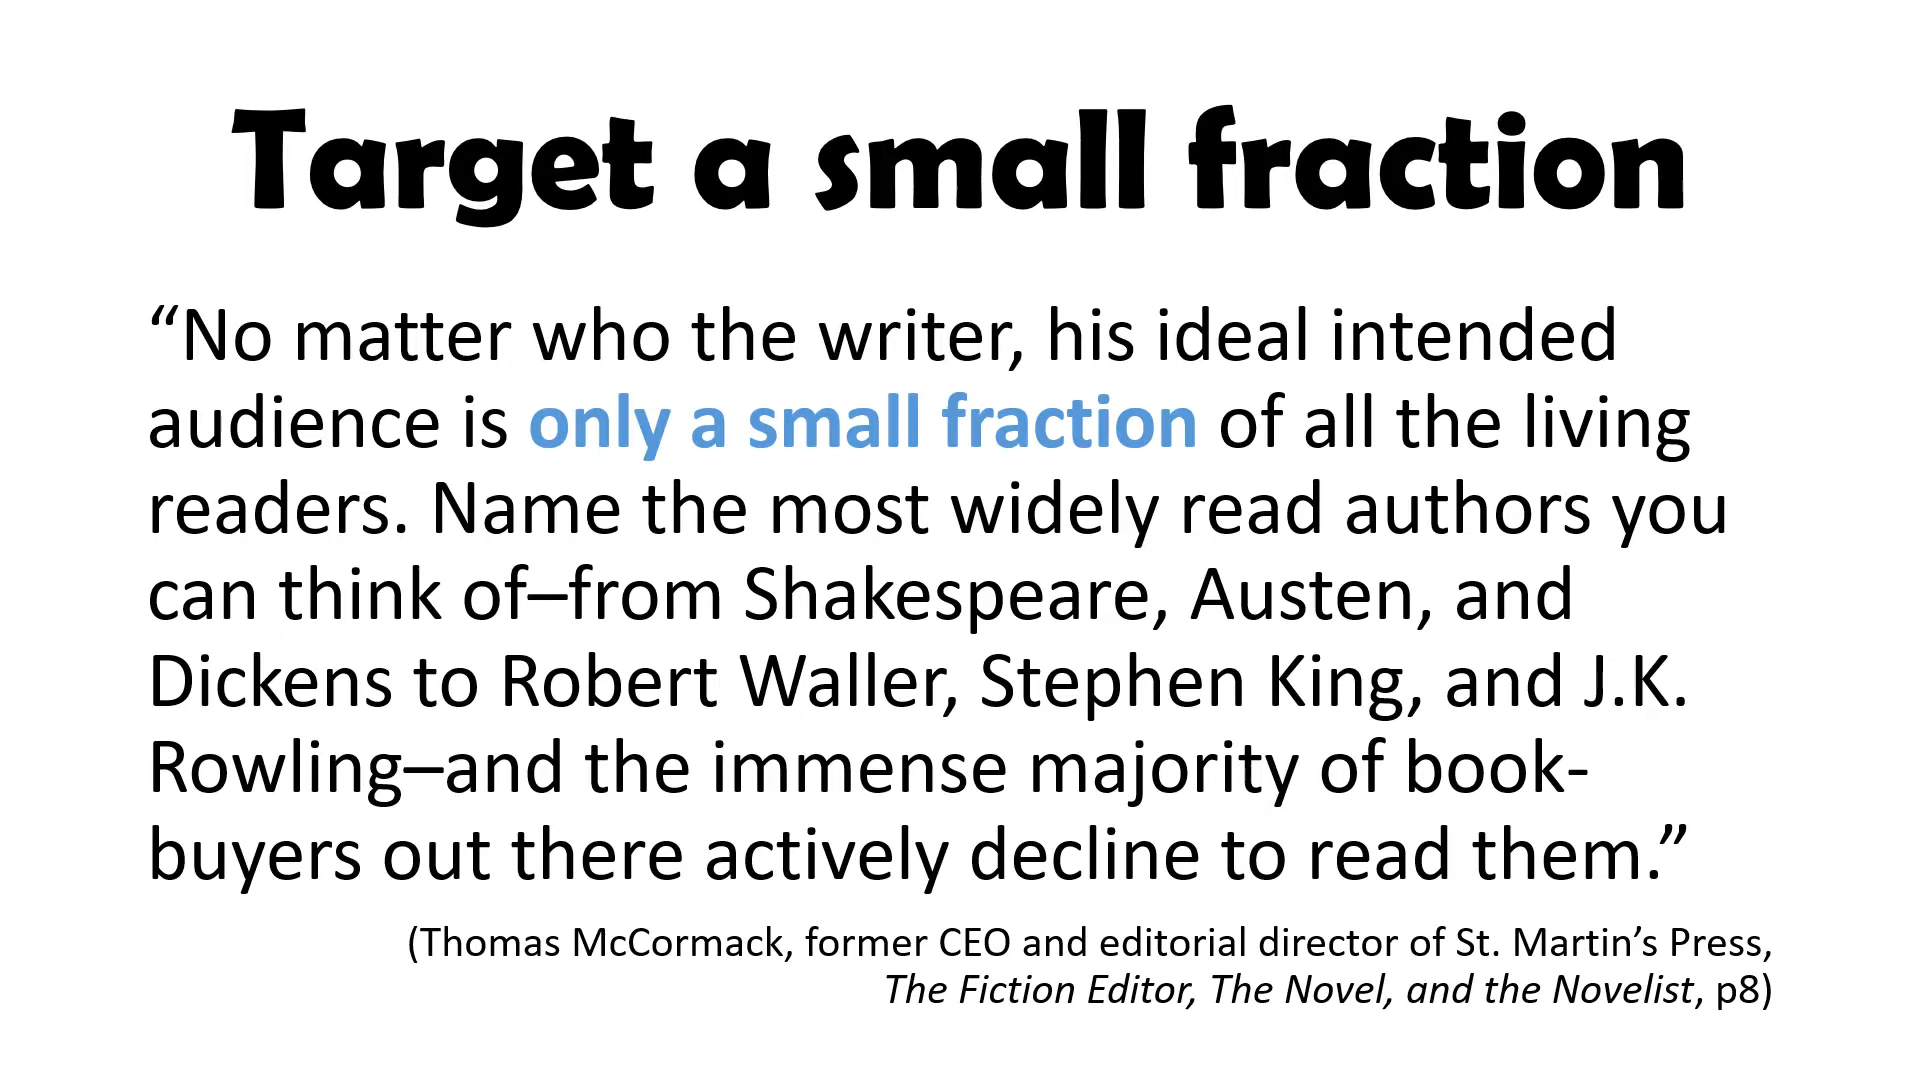 Target a small fraction
“No matter who the writer, his ideal intended
audience is only a small fraction of all the living
readers. Name the most widely read authors you
can think of–from Shakespeare, Austen, and
Dickens to Robert Waller, Stephen King, and J.K.
Rowling–and the immense majority of book-
buyers out there actively decline to read them.”
(Thomas McCormack, former CEO and editorial director of St. Martin’s Press,
The Fiction Editor, The Novel, and the Novelist, p8)